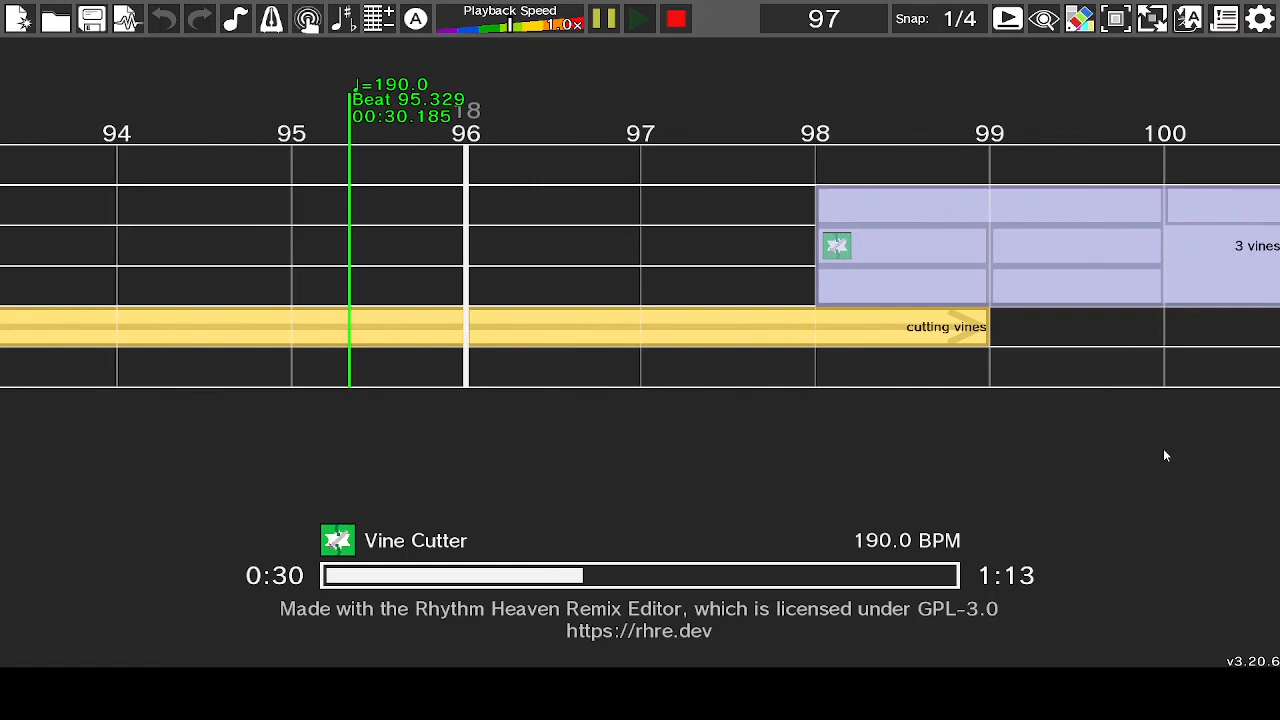 Playback Speed
1.0×
97
Snap: 1/4
♩=190.0
Beat 95.329
00:30.185
18
94 95 96 97 98 99 100
3 vines
cutting vines
Vine Cutter
190.0 BPM
0:30
1:13
Made with the Rhythm Heaven Remix Editor, which is licensed under GPL-3.0
https://rhre.dev
v3.20.6